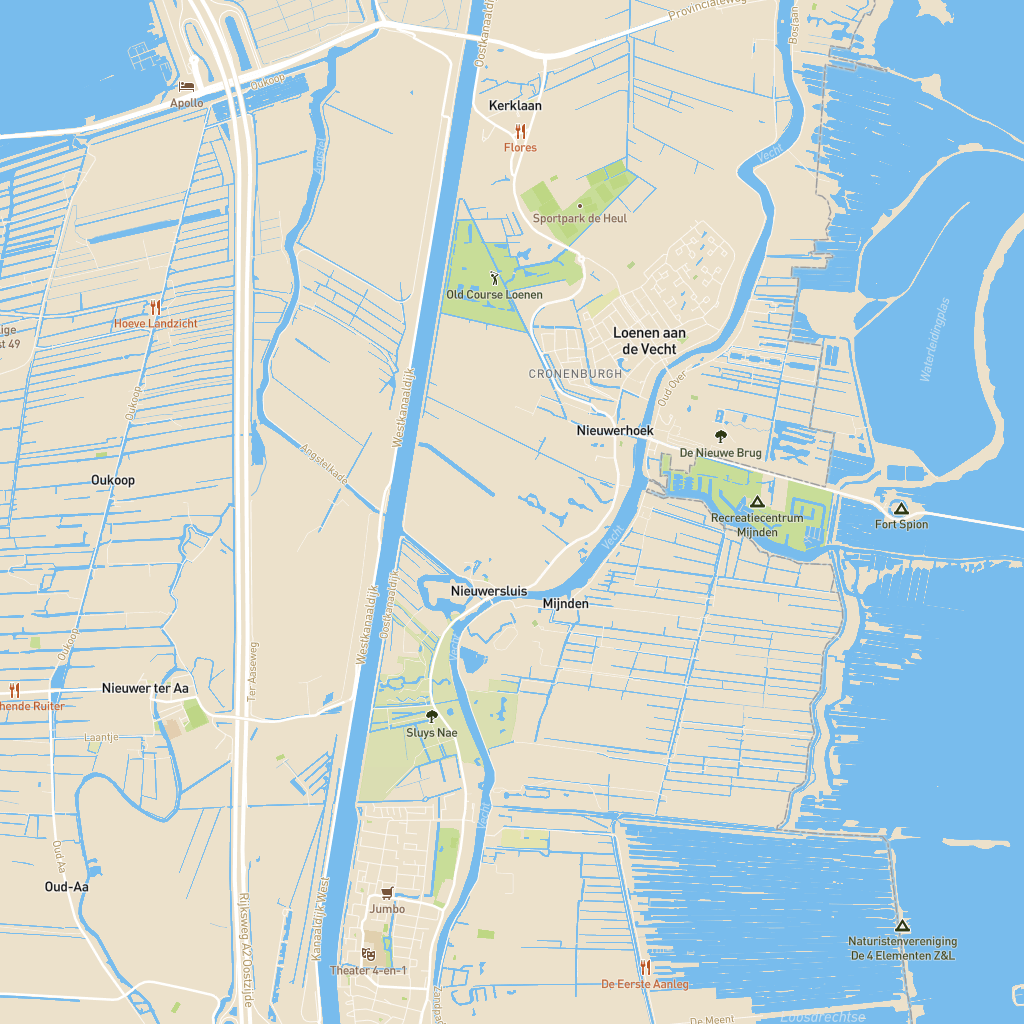 Provincialeweg
Boslaan
Oostkanaaldijk
Oukoop
Apollo
Kerklaan
Flores
Angstel
Vecht
Sportpark de Heul
Old Course Loenen
Hoeve Landzicht
Loenen aan
de Vecht
Waterleidingplas
CRONENBURGH
Oud Over
Westkanaaldijk
Oukoop
Nieuwerhoek
De Nieuwe Brug
Angstelkade
Oukoop
Recreatiecentrum
Mijnden
Fort Spion
Vecht
Nieuwersluis
Mijnden
Westkanaaldijk
Oostkanaaldijk
Vecht
Oukoop
Ter Aaseweg
Nieuwer ter Aa
hende Ruiter
Laantje
Sluys Nae
Vecht
Oud Aa
Oud-Aa
Rijksweg A2 Oostzijde
Kanaaldijk West
Jumbo
Theater 4-en-1
Zandpad
Naturistenvereniging
De 4 Elementen Z&L
De Eerste Aanleg
De Meent
Loosdrechtse